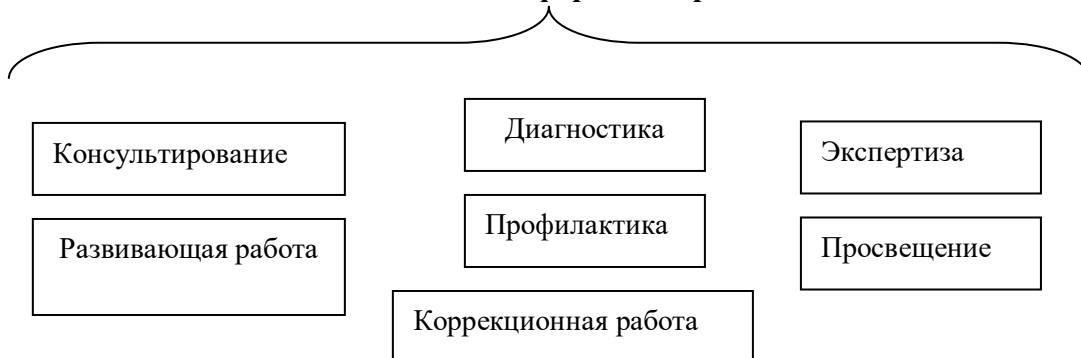 Консультирование
Диагностика
Экспертиза
Развивающая работа
Профилактика
Просвещение
Коррекционная работа